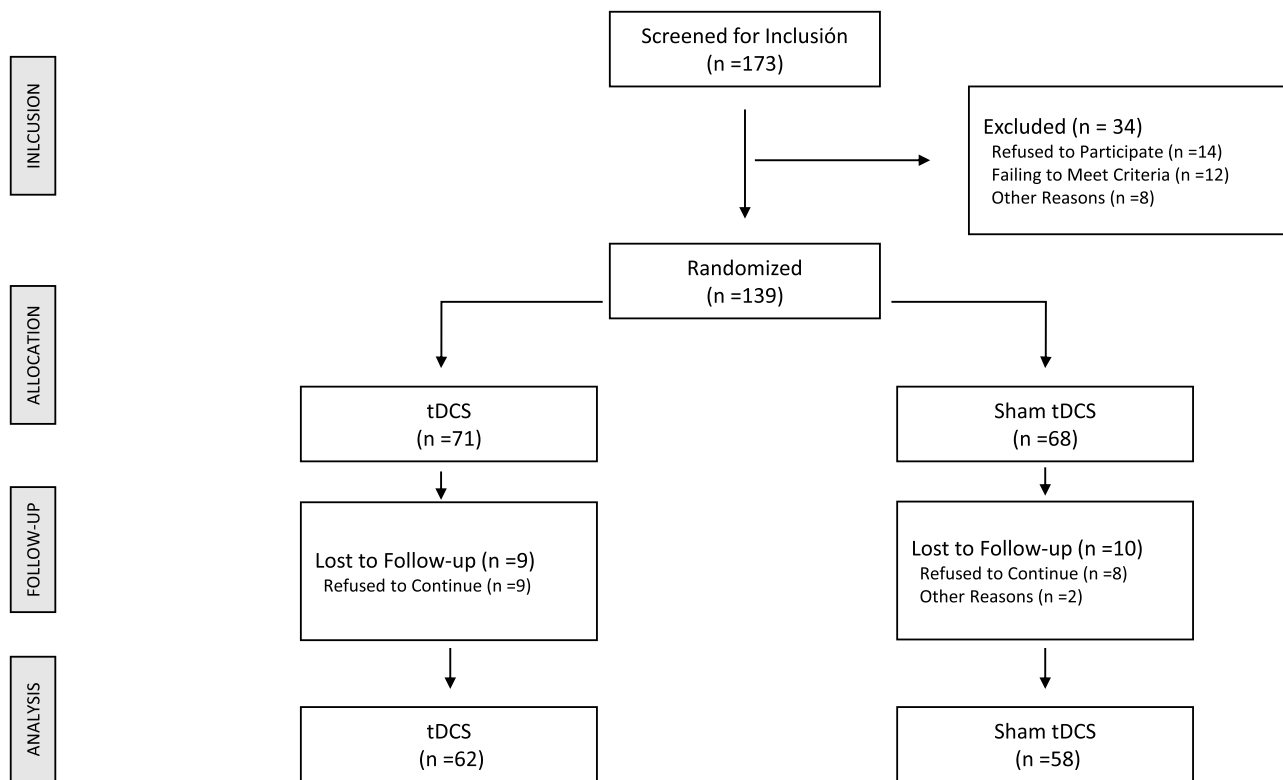 INLCUSION
Screened for Inclusión
(n =173)
Excluded (n = 34)
Refused to Participate (n =14)
Failing to Meet Criteria (n =12)
Other Reasons (n =8)
ALLOCATION
Randomized
(n =139)
tDCS
(n =71)
Sham tDCS
(n =68)
FOLLOW-UP
Lost to Follow-up (n =9)
Refused to Continue (n =9)
Lost to Follow-up (n =10)
Refused to Continue (n =8)
Other Reasons (n =2)
ANALYSIS
tDCS
(n =62)
Sham tDCS
(n =58)